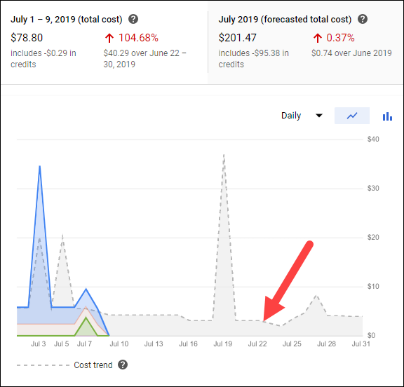 July 1 – 9, 2019 (total cost) ?
$78.80 ↑ 104.68%
includes -$0.29 in credits
$40.29 over June 22 – 30, 2019
July 2019 (forecasted total cost) ?
$201.47 ↑ 0.37%
includes -$95.38 in credits
$0.74 over June 2019
Daily
$40
$30
$20
$10
$0
Jul 3 Jul 5 Jul 7 Jul 10 Jul 13 Jul 16 Jul 19 Jul 22 Jul 25 Jul 28 Jul 31
Cost trend ?